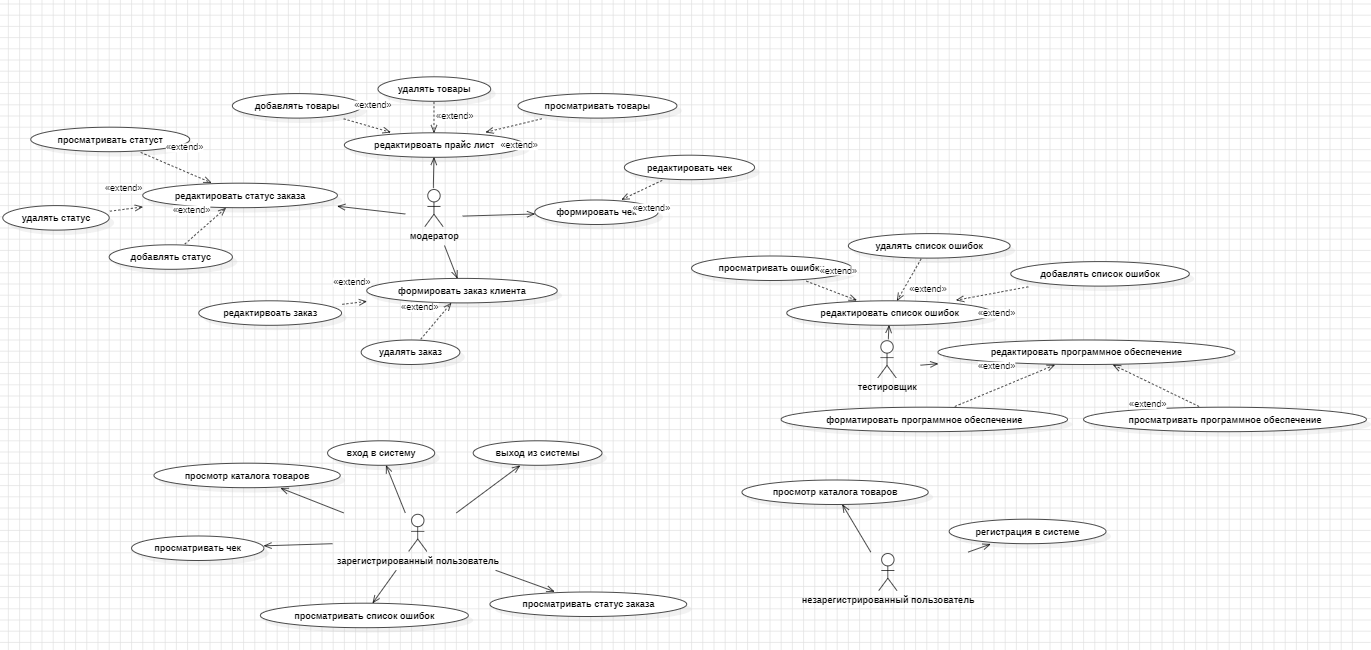 удалять товары
добавлять товары
«extend»
просматривать товары
«extend»
просматривать статуст
«extend»
редактирвоать прайс лист
«extend»
редактировать чек
«extend»
редактировать статус заказа
«extend»
удалять статус
«extend»
формировать чек
модератор
добавлять статус
удалять список ошибок
просматривать ошибк
«extend»
добавлять список ошибок
«extend»
формировать заказ клиента
«extend»
«extend»
редактирвоать заказ
редактировать список ошибок
«extend»
удалять заказ
редактировать программное обеспечение
«extend»
тестировщик
«extend»
форматировать программное обеспечение
просматривать программное обеспечение
вход в систему
выход из системы
просмотр каталога товаров
просмотр каталога товаров
регистрация в системе
просматривать чек
зарегистрированный пользователь
незарегистрированный пользователь
просматривать статус заказа
просматривать список ошибок